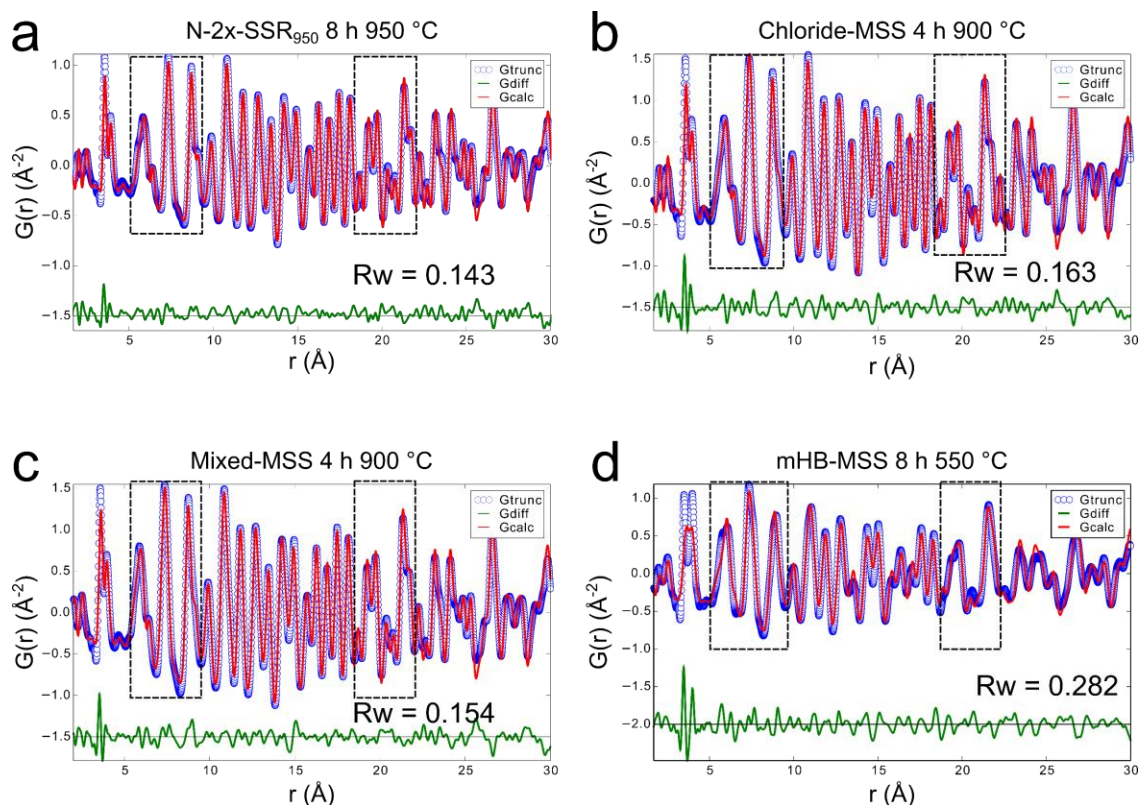 a
N-2x-SSR₉₅₀ 8 h 950 °C
G(r) (Å⁻²)
1.0
0.5
0.0
−0.5
−1.0
−1.5
Gtrunc
Gdiff
Gcalc
Rw = 0.143
5 10 15 20 25 30
r (Å)
b
Chloride-MSS 4 h 900 °C
G(r) (Å⁻²)
1.5
1.0
0.5
0.0
−0.5
−1.0
−1.5
Gtrunc
Gdiff
Gcalc
Rw = 0.163
5 10 15 20 25 30
r (Å)
c
Mixed-MSS 4 h 900 °C
G(r) (Å⁻²)
1.5
1.0
0.5
0.0
−0.5
−1.0
−1.5
Gtrunc
Gdiff
Gcalc
Rw = 0.154
5 10 15 20 25 30
r (Å)
d
mHB-MSS 8 h 550 °C
G(r) (Å⁻²)
1.0
0.5
0.0
−0.5
−1.0
−1.5
−2.0
Gtrunc
Gdiff
Gcalc
Rw = 0.282
5 10 15 20 25 30
r (Å)